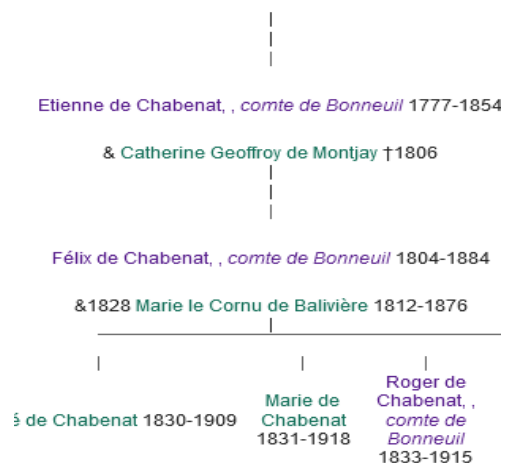 Etienne de Chabenat, , comte de Bonneuil 1777-1854
& Catherine Geoffroy de Montjay †1806
Félix de Chabenat, , comte de Bonneuil 1804-1884
&1828 Marie le Cornu de Balivière 1812-1876
é de Chabenat 1830-1909
Marie de
Chabenat
1831-1918
Roger de
Chabenat, ,
comte de
Bonneuil
1833-1915